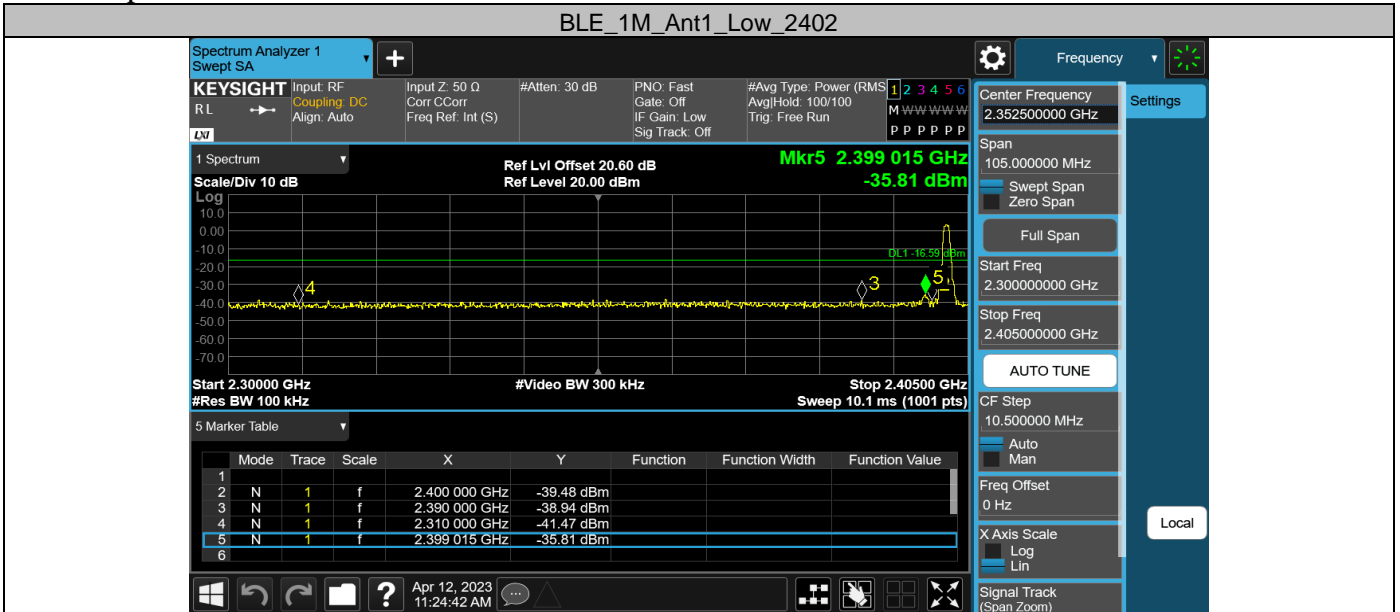 BLE_1M_Ant1_Low_2402
Spectrum Analyzer 1
Swept SA
+
Frequency
KEYSIGHT
RL
LXI
Input: RF
Coupling: DC
Align: Auto
Input Z: 50 Ω
Corr CCorr
Freq Ref: Int (S)
#Atten: 30 dB
PNO: Fast
Gate: Off
IF Gain: Low
Sig Track: Off
#Avg Type: Power (RMS
Avg|Hold: 100/100
Trig: Free Run
1 2 3 4 5 6
M W W W W W
P P P P P P
1 Spectrum
Scale/Div 10 dB
Ref Lvl Offset 20.60 dB
Ref Level 20.00 dBm
Mkr5 2.399 015 GHz
-35.81 dBm
Log
10.0
0.00
-10.0
-20.0
-30.0
-40.0
-50.0
-60.0
-70.0
DL1 -16.59 dBm
4
3
5
Start 2.30000 GHz
#Video BW 300 kHz
Stop 2.40500 GHz
#Res BW 100 kHz
Sweep 10.1 ms (1001 pts)
5 Marker Table
Mode Trace Scale X Y Function Function Width Function Value
1
2 N 1 f 2.400 000 GHz -39.48 dBm
3 N 1 f 2.390 000 GHz -38.94 dBm
4 N 1 f 2.310 000 GHz -41.47 dBm
5 N 1 f 2.399 015 GHz -35.81 dBm
6
?
Apr 12, 2023
11:24:42 AM
Center Frequency
2.352500000 GHz
Settings
Span
105.000000 MHz
Swept Span
Zero Span
Full Span
Start Freq
2.300000000 GHz
Stop Freq
2.405000000 GHz
AUTO TUNE
CF Step
10.500000 MHz
Auto
Man
Freq Offset
0 Hz
Local
X Axis Scale
Log
Lin
Signal Track
(Span Zoom)